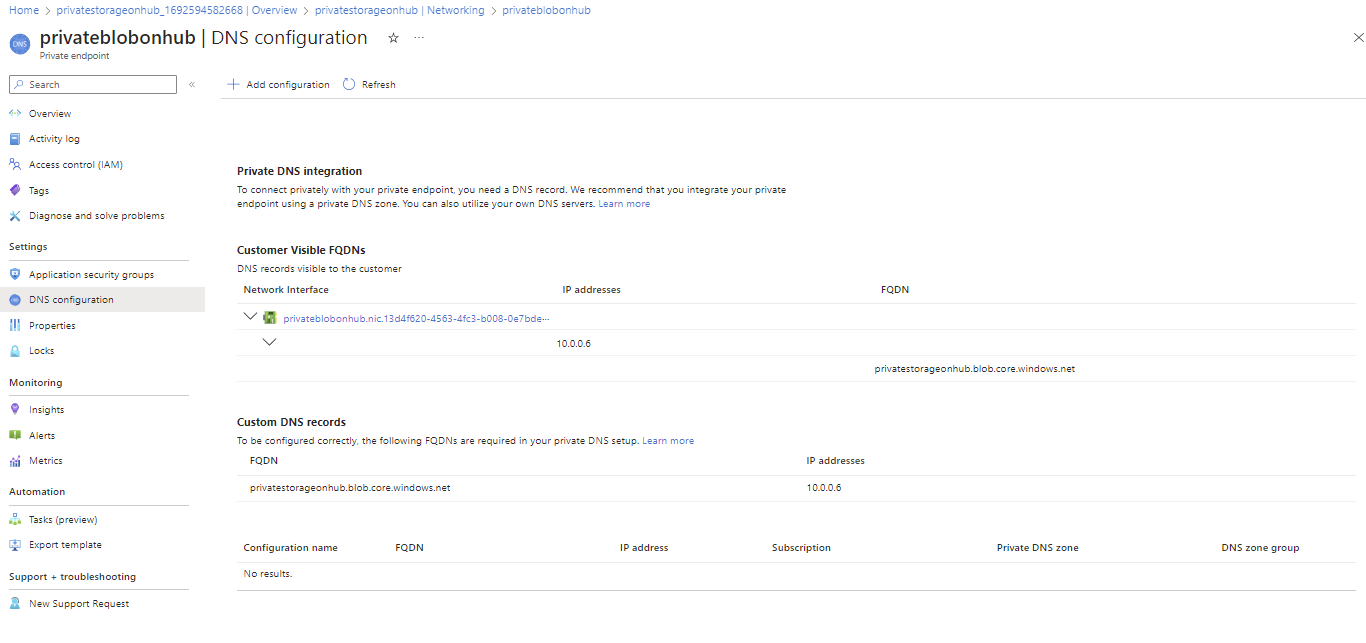 Home > privatestorageonhub_1692594582668 | Overview > privatestorageonhub | Networking > privateblobonhub
DNS
privateblobonhub | DNS configuration ☆ ···
Private endpoint
Search
«
+ Add configuration Refresh
Overview
Activity log
Access control (IAM)
Tags
Diagnose and solve problems
Settings
Application security groups
DNS configuration
Properties
Locks
Monitoring
Insights
Alerts
Metrics
Automation
Tasks (preview)
Export template
Support + troubleshooting
New Support Request
Private DNS integration
To connect privately with your private endpoint, you need a DNS record. We recommend that you integrate your private
endpoint using a private DNS zone. You can also utilize your own DNS servers. Learn more
Customer Visible FQDNs
DNS records visible to the customer
Network Interface IP addresses FQDN
privateblobonhub.nic.13d4f620-4563-4fc3-b008-0e7bde···
10.0.0.6
privatestorageonhub.blob.core.windows.net
Custom DNS records
To be configured correctly, the following FQDNs are required in your private DNS setup. Learn more
FQDN IP addresses
privatestorageonhub.blob.core.windows.net 10.0.0.6
Configuration name FQDN IP address Subscription Private DNS zone DNS zone group
No results.